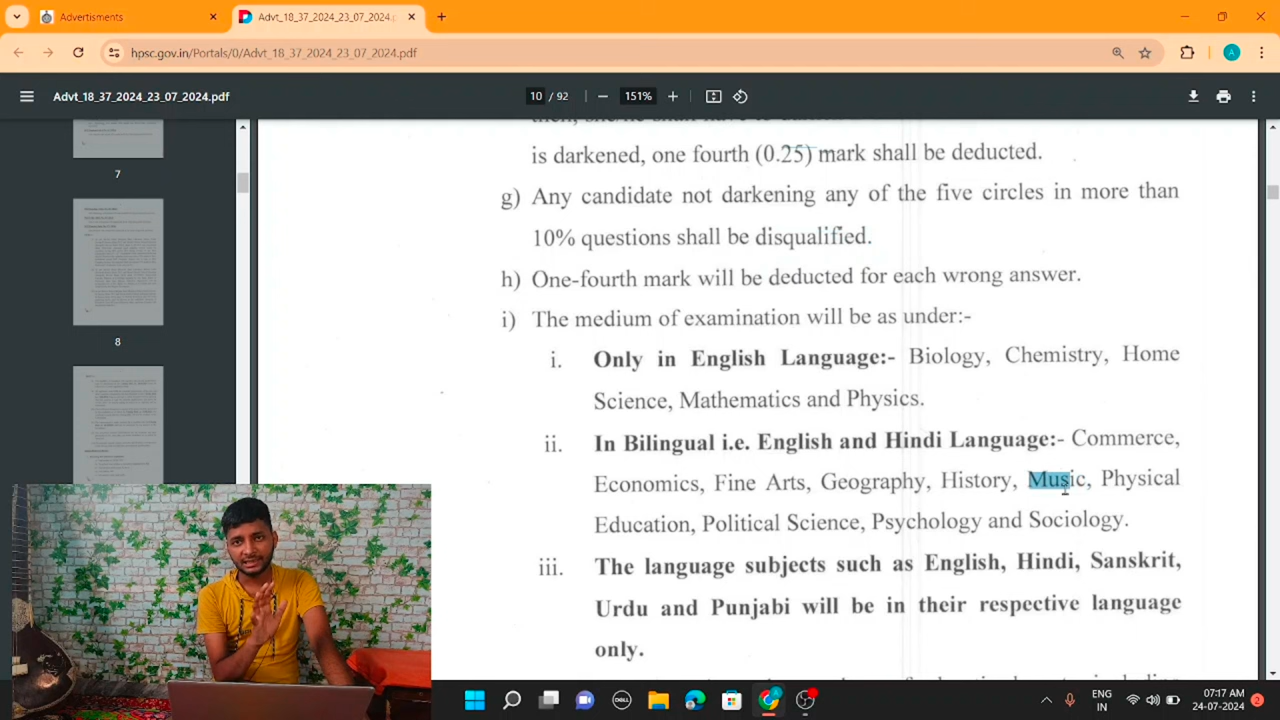 Advertisments
Advt_18_37_2024_23_07_2024.p
hpsc.gov.in/Portals/0/Advt_18_37_2024_23_07_2024.pdf
Advt_18_37_2024_23_07_2024.pdf
10 / 92
151%
7
8
is darkened, one fourth (0.25) mark shall be deducted.
g) Any candidate not darkening any of the five circles in more than
10% questions shall be disqualified.
h) One-fourth mark will be deducted for each wrong answer.
i) The medium of examination will be as under:-
i. Only in English Language:- Biology, Chemistry, Home
Science, Mathematics and Physics.
ii. In Bilingual i.e. English and Hindi Language:- Commerce,
Economics, Fine Arts, Geography, History, Music, Physical
Education, Political Science, Psychology and Sociology.
iii. The language subjects such as English, Hindi, Sanskrit,
Urdu and Punjabi will be in their respective language
only.
DELL
ENG
IN
07:17 AM
24-07-2024
2